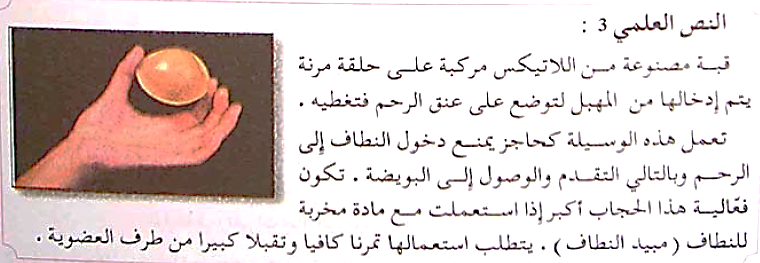 النص العلمي 3 :
قبة مصنوعة من اللاتيكس مركبة على حلقة مرنة
يتم إدخالها من المهبل لتوضع على عنق الرحم فتغطيه .
تعمل هذه الوسيلة كحاجز يمنع دخول النطاف إلى
الرحم وبالتالي التقدم والوصول إلى البويضة . تكون
فعّالية هذا الحجاب أكبر إذا استعملت مع مادة مخربة
للنطاف ( مبيد النطاف ) . يتطلب استعمالها تمرنا كافيا وتقبلا كبيرا من طرف العضوية .